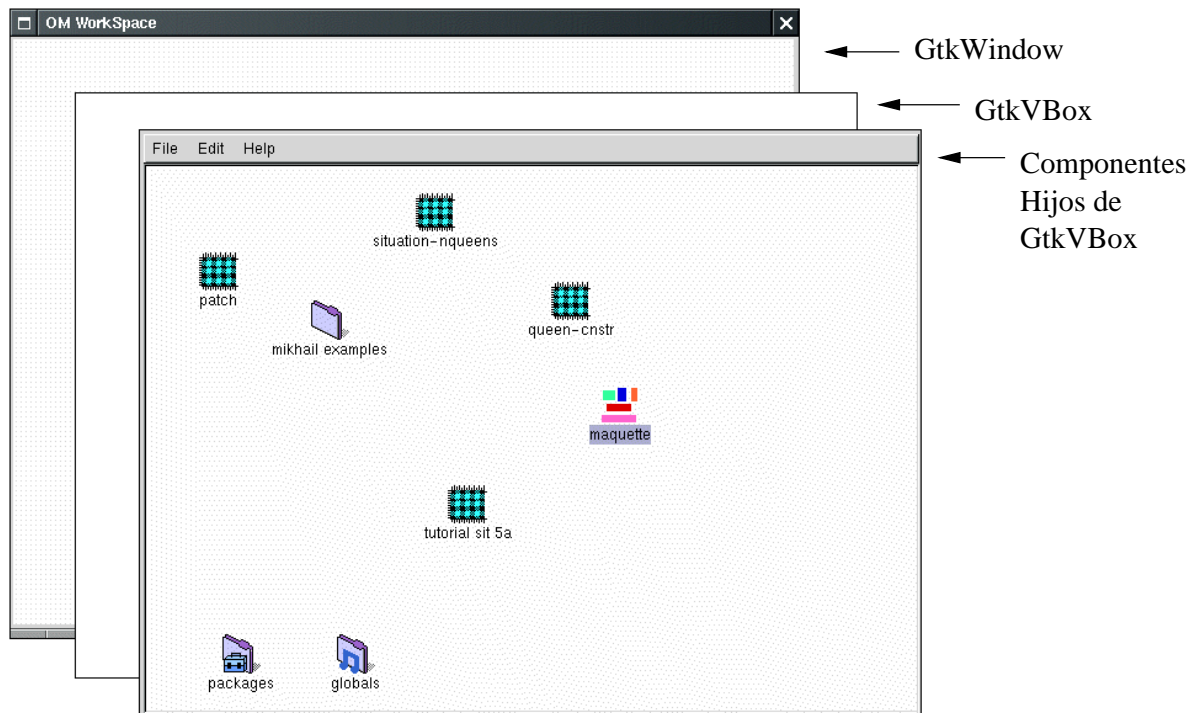 OM WorkSpace
GtkWindow
GtkVBox
Componentes
Hijos de
GtkVBox
File Edit Help
situation-nqueens
patch
mikhail examples
queen-cnstr
maquette
tutorial sit 5a
packages
globals